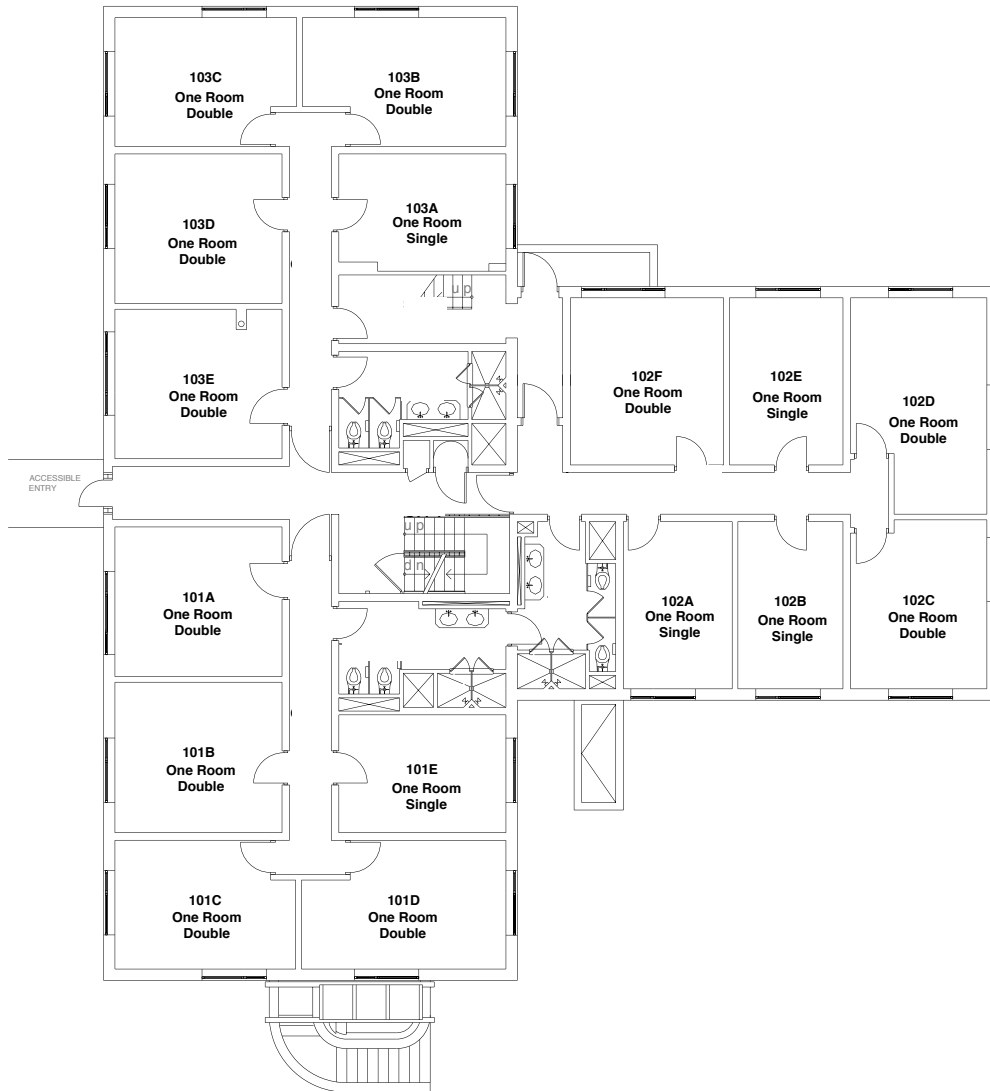 103C
One Room
Double
103B
One Room
Double
103D
One Room
Double
103A
One Room
Single
up
103E
One Room
Double
102F
One Room
Double
102E
One Room
Single
102D
One Room
Double
ACCESSIBLE
ENTRY
up
dn
101A
One Room
Double
102A
One Room
Single
102B
One Room
Single
102C
One Room
Double
101B
One Room
Double
101E
One Room
Single
101C
One Room
Double
101D
One Room
Double